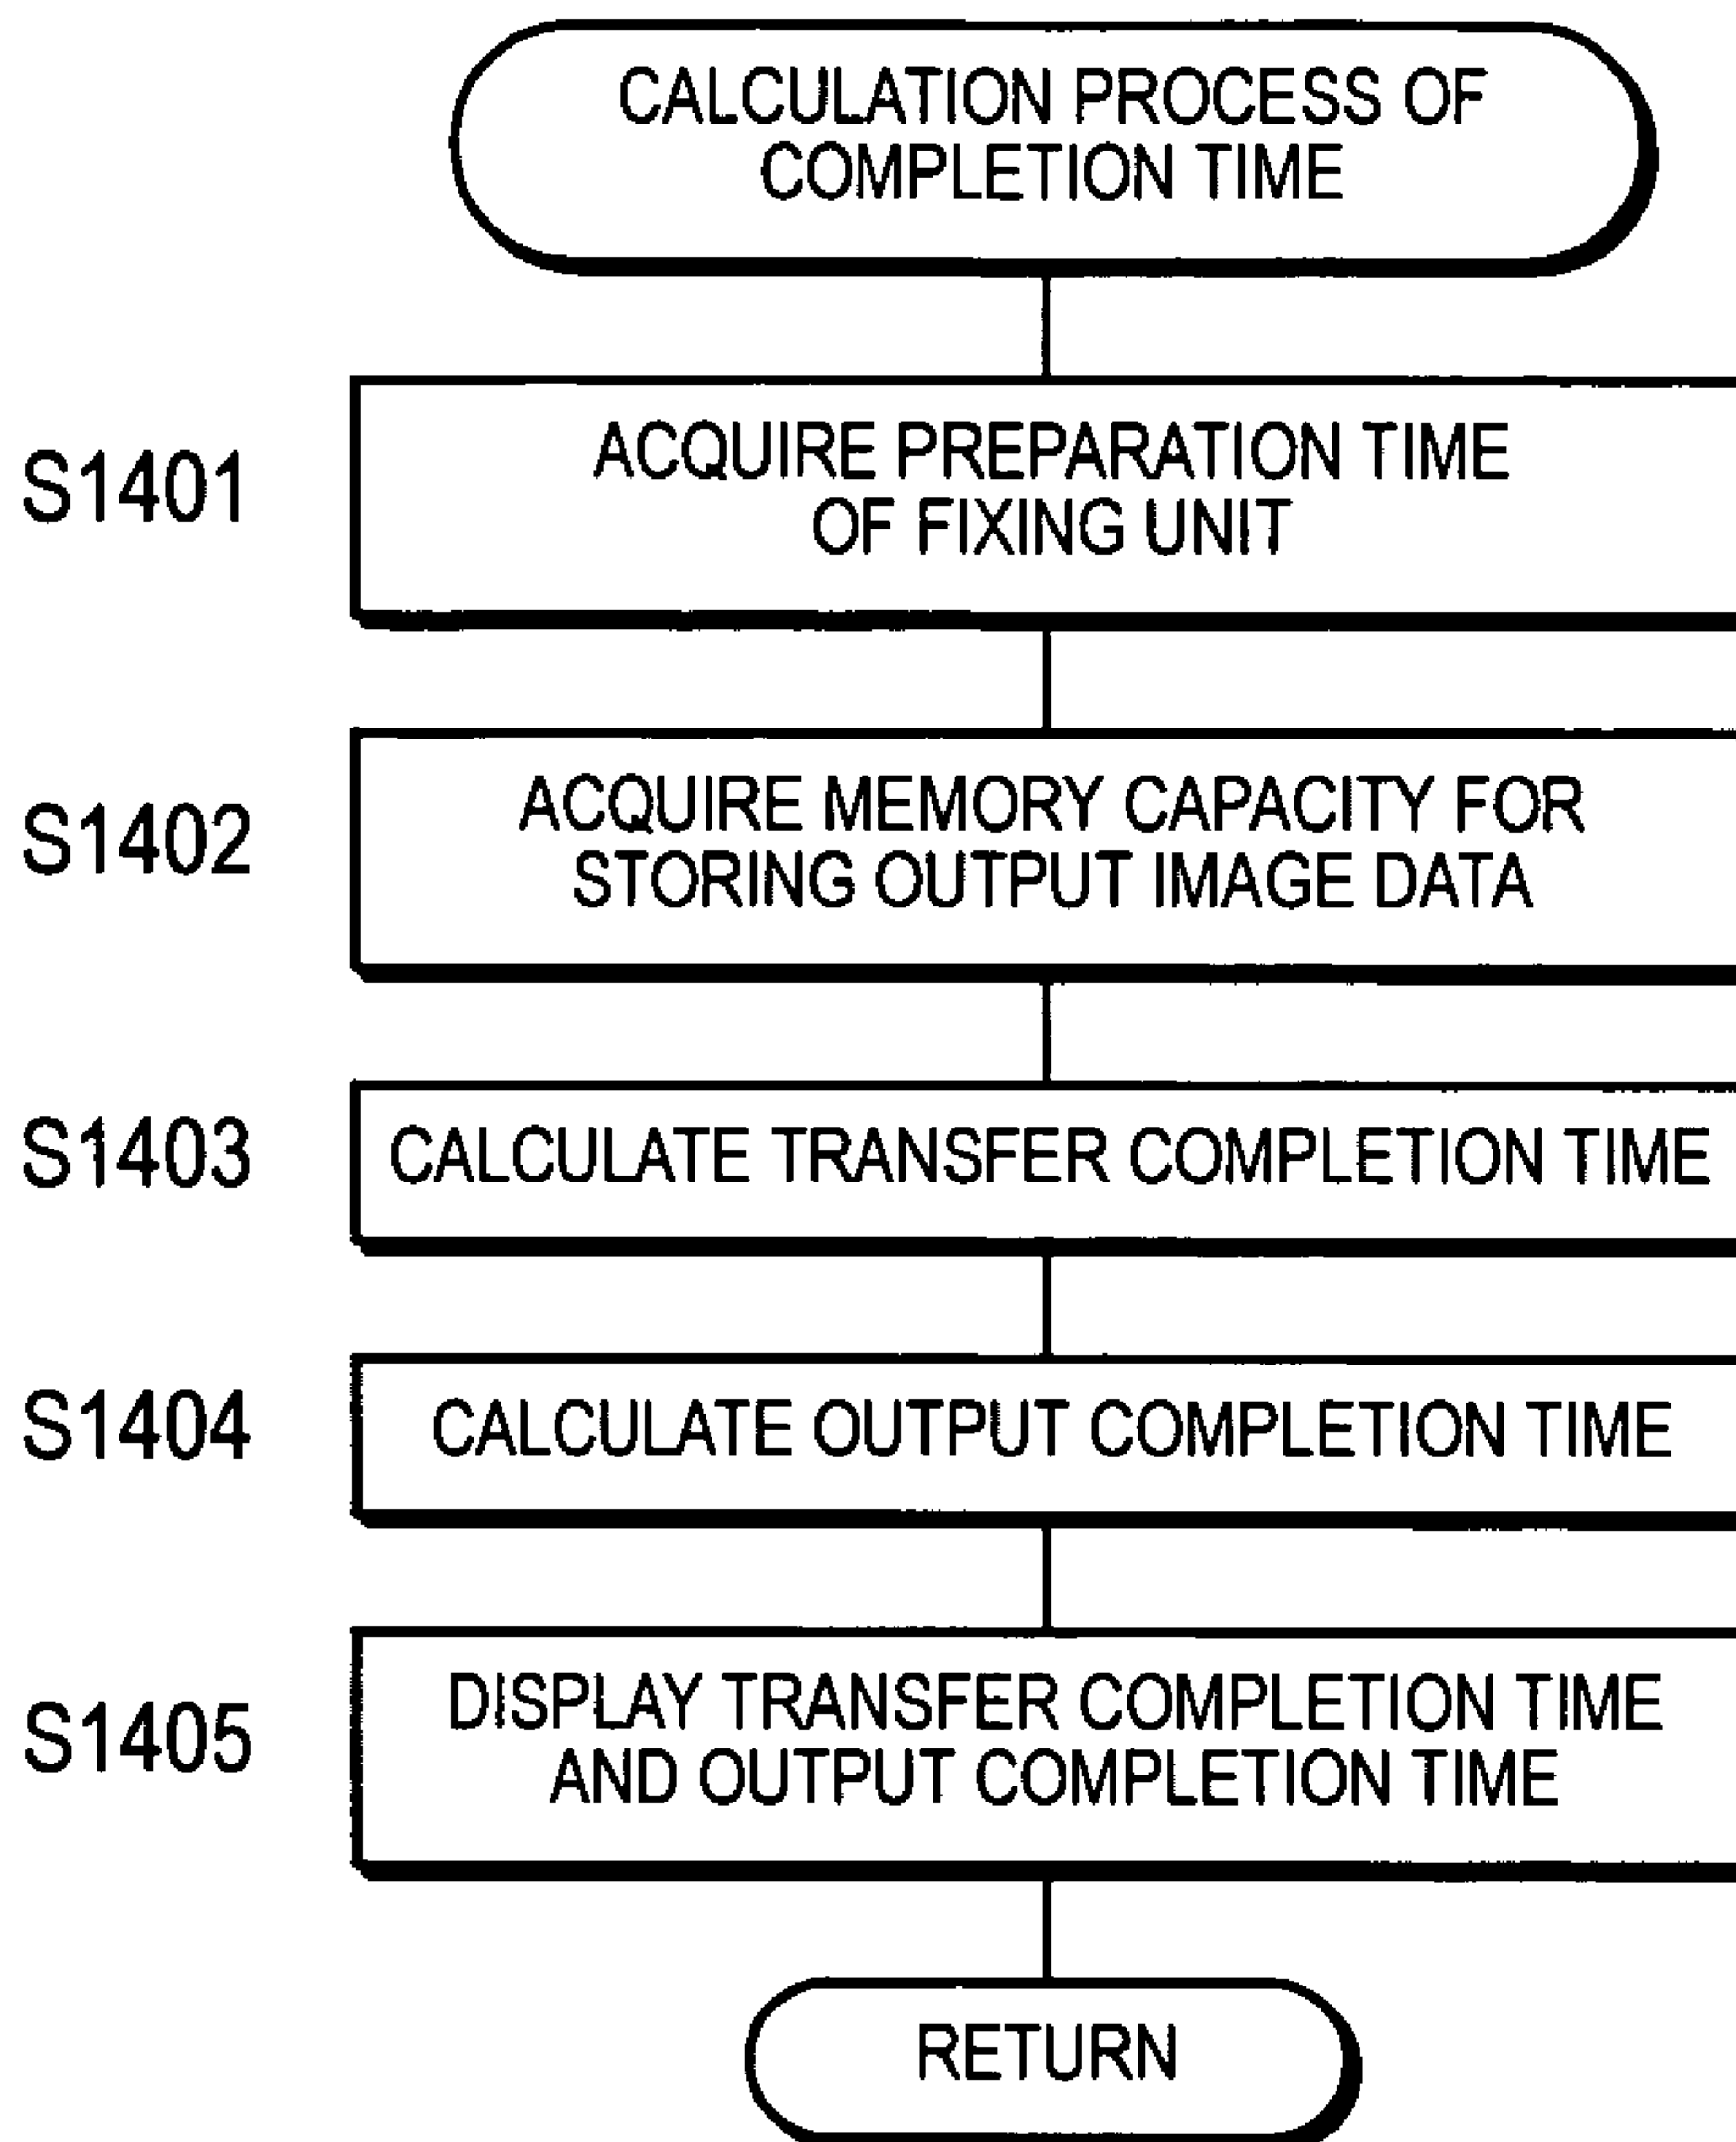 CALCULATION PROCESS OF
COMPLETION TIME
S1401
ACQUIRE PREPARATION TIME
OF FIXING UNIT
S1402
ACQUIRE MEMORY CAPACITY FOR
STORING OUTPUT IMAGE DATA
S1403
CALCULATE TRANSFER COMPLETION TIME
S1404
CALCULATE OUTPUT COMPLETION TIME
S1405
DISPLAY TRANSFER COMPLETION TIME
AND OUTPUT COMPLETION TIME
RETURN